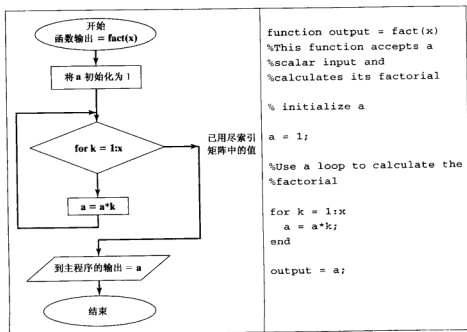 开始
函数输出 = fact(x)
将 a 初始化为 1
for k = 1:x
已用尽索引
矩阵中的值
a = a*k
到主程序的输出 = a
结束
function output = fact(x)
%This function accepts a
%scalar input and
%calculates its factorial
% initialize a
a = 1;
%Use a loop to calculate the
%factorial
for k = 1:x
a = a*k;
end
output = a;